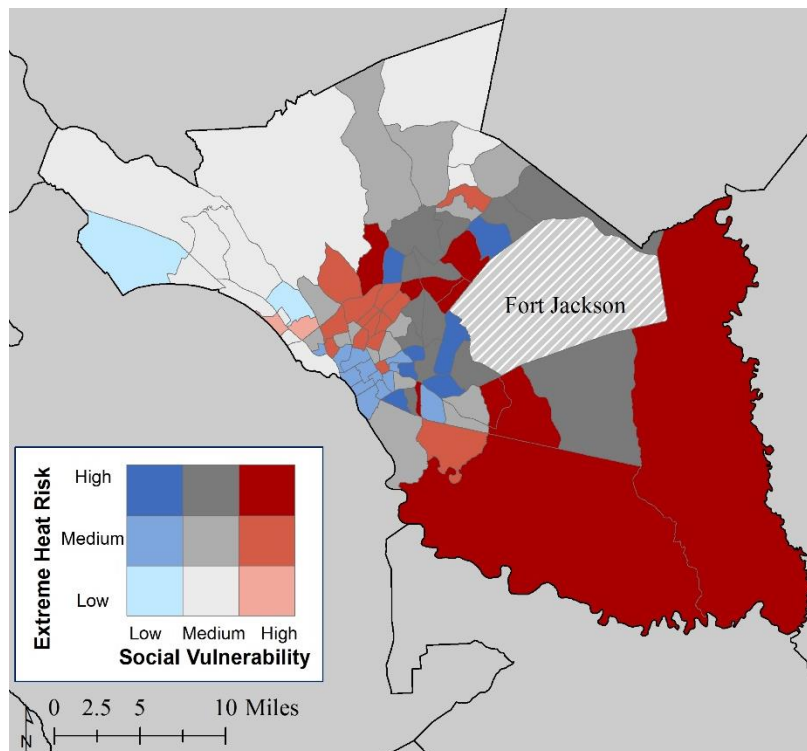 Fort Jackson
Extreme Heat Risk
High
Medium
Low
Low Medium High
Social Vulnerability
0 2.5 5 10 Miles
N